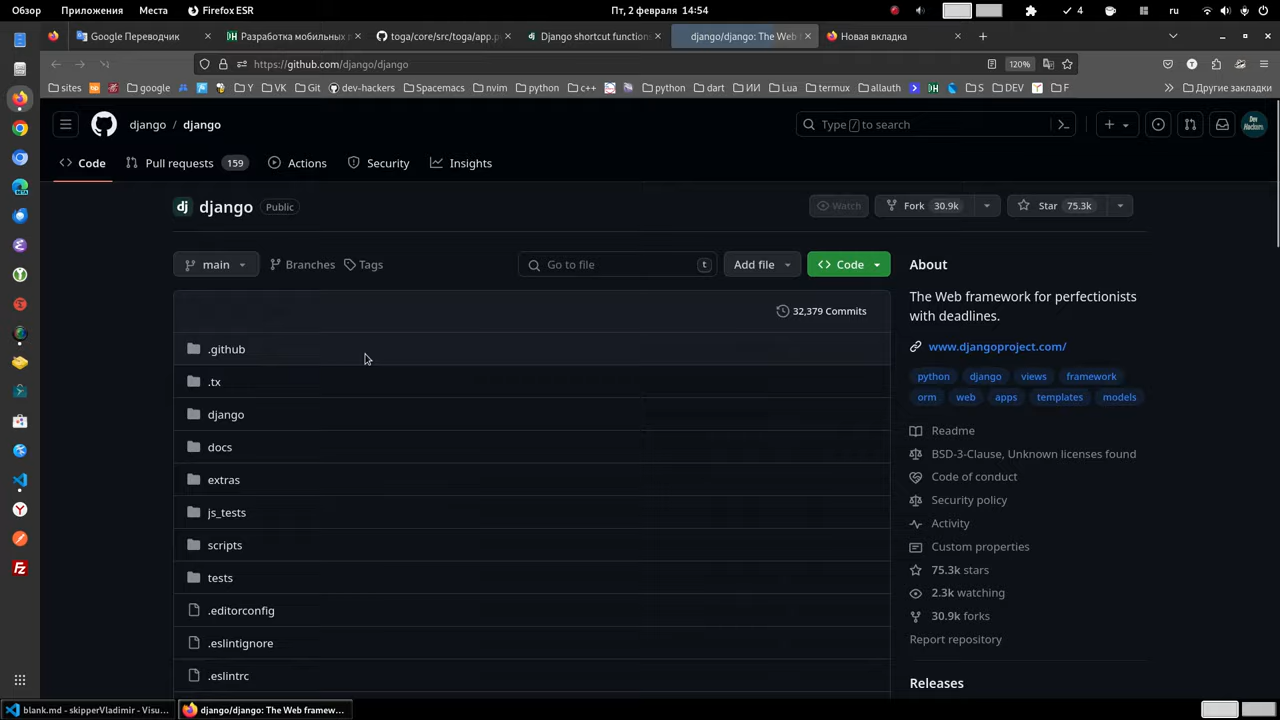 Обзор Приложения Места Firefox ESR Пт, 2 февраля 14:54 4 ru
Google Переводчик Разработка мобильных toga/core/src/toga/app.py Django shortcut functions django/django: The Web Новая вкладка
https://github.com/django/django 120%
sites google Y VK Git dev-hackers Spacemacs nvim python c++ python dart ИИ Lua termux allauth S DEV F Другие закладки
django / django Type / to search
Code Pull requests 159 Actions Security Insights
dj django Public Watch Fork 30.9k Star 75.3k
main Branches Tags Go to file t Add file Code
32,379 Commits
.github
.tx
django
docs
extras
js_tests
scripts
tests
.editorconfig
.eslintignore
.eslintrc
About
The Web framework for perfectionists
with deadlines.
www.djangoproject.com/
python django views framework
orm web apps templates models
Readme
BSD-3-Clause, Unknown licenses found
Code of conduct
Security policy
Activity
Custom properties
75.3k stars
2.3k watching
30.9k forks
Report repository
Releases
blank.md - skipperVladimir - Visu... django/django: The Web framew...